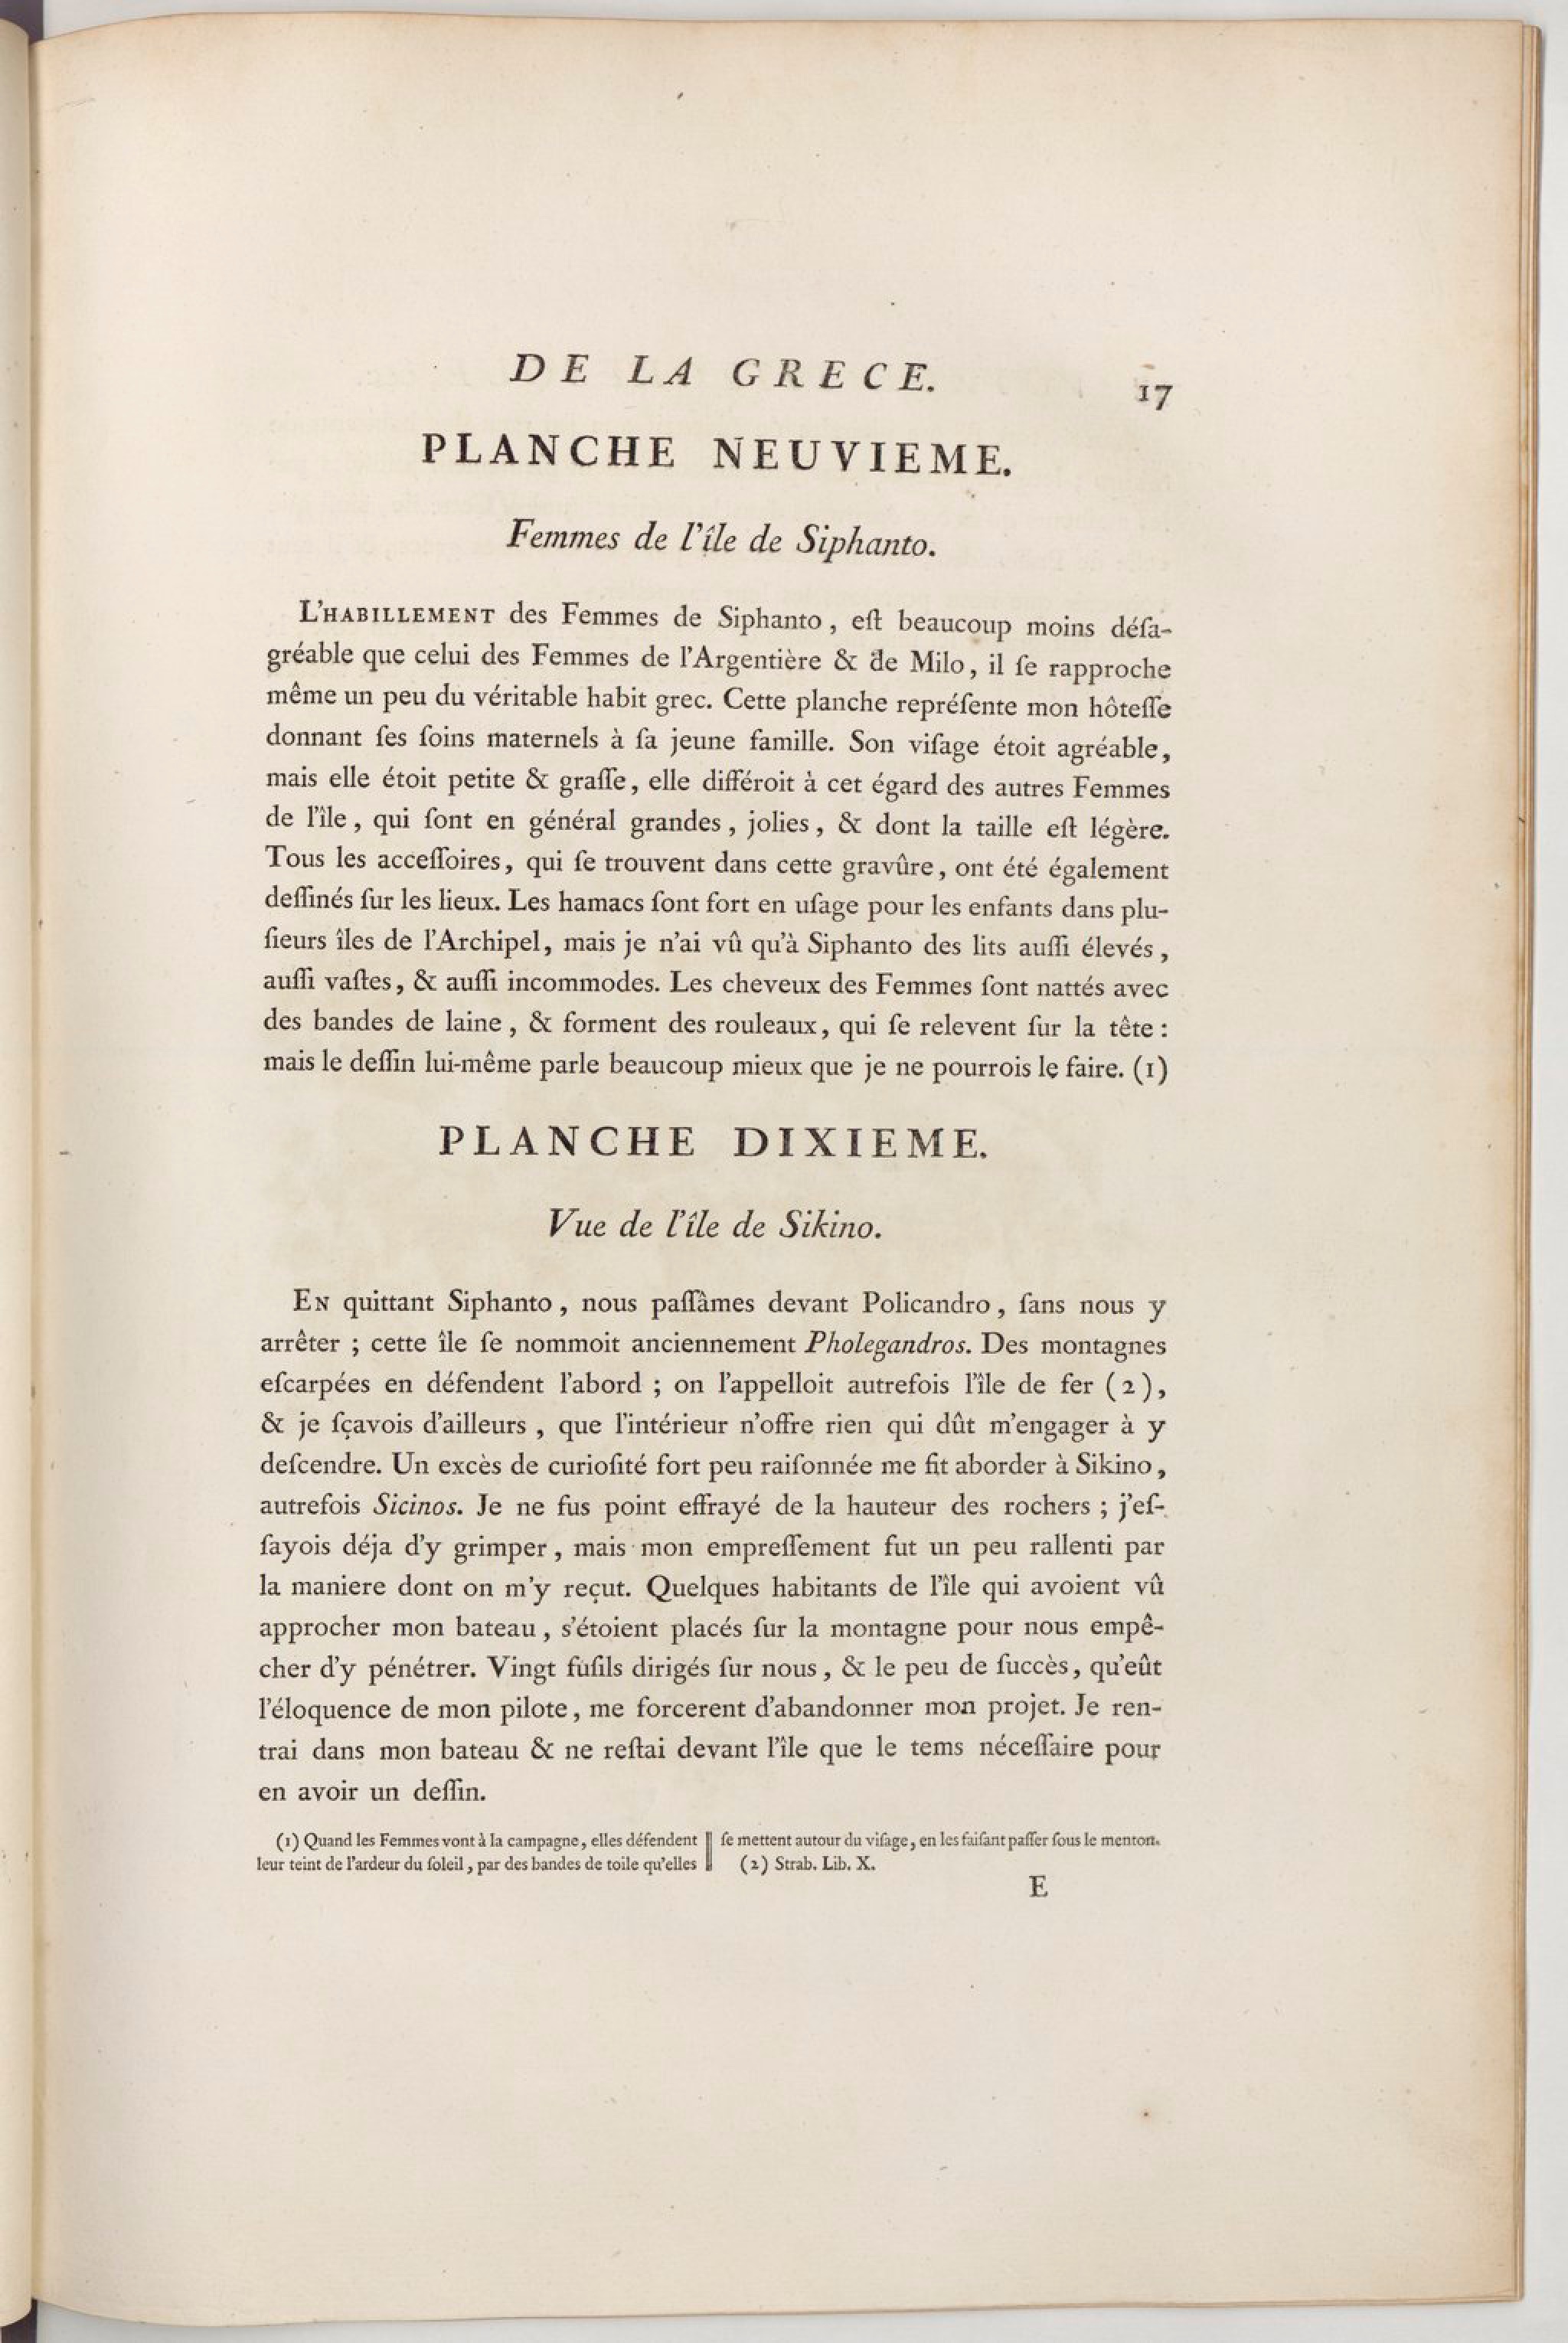 DE LA GRECE.
17
PLANCHE NEUVIEME.
Femmes de l'île de Siphanto.
L'HABILLEMENT des Femmes de Siphanto, eſt beaucoup moins déſa-
gréable que celui des Femmes de l'Argentière & de Milo, il ſe rapproche
même un peu du véritable habit grec. Cette planche repréſente mon hôteſſe
donnant ſes ſoins maternels à ſa jeune famille. Son viſage étoit agréable,
mais elle étoit petite & graſſe, elle différoit à cet égard des autres Femmes
de l'île, qui ſont en général grandes, jolies, & dont la taille eſt légère.
Tous les acceſſoires, qui ſe trouvent dans cette gravûre, ont été également
deſſinés ſur les lieux. Les hamacs ſont fort en uſage pour les enfants dans plu-
ſieurs îles de l'Archipel, mais je n'ai vû qu'à Siphanto des lits auſſi élevés,
auſſi vaſtes, & auſſi incommodes. Les cheveux des Femmes ſont nattés avec
des bandes de laine, & forment des rouleaux, qui ſe relevent ſur la tête :
mais le deſſin lui-même parle beaucoup mieux que je ne pourrois le faire. (1)
PLANCHE DIXIEME.
Vue de l'île de Sikino.
EN quittant Siphanto, nous paſſâmes devant Policandro, ſans nous y
arrêter ; cette île ſe nommoit anciennement Pholegandros. Des montagnes
eſcarpées en défendent l'abord ; on l'appelloit autrefois l'île de fer (2),
& je ſçavois d'ailleurs, que l'intérieur n'offre rien qui dût m'engager à y
deſcendre. Un excès de curioſité fort peu raiſonnée me fit aborder à Sikino,
autrefois Sicinos. Je ne fus point effrayé de la hauteur des rochers ; j'eſ-
ſayois déja d'y grimper, mais mon empreſſement fut un peu rallenti par
la maniere dont on m'y reçut. Quelques habitants de l'île qui avoient vû
approcher mon bateau, s'étoient placés ſur la montagne pour nous empê-
cher d'y pénétrer. Vingt fuſils dirigés ſur nous, & le peu de ſuccès, qu'eût
l'éloquence de mon pilote, me forcerent d'abandonner mon projet. Je ren-
trai dans mon bateau & ne reſtai devant l'île que le tems néceſſaire pour
en avoir un deſſin.
(1) Quand les Femmes vont à la campagne, elles défendent
leur teint de l'ardeur du ſoleil, par des bandes de toile qu'elles
ſe mettent autour du viſage, en les faiſant paſſer ſous le menton.
(2) Strab. Lib. X.
E